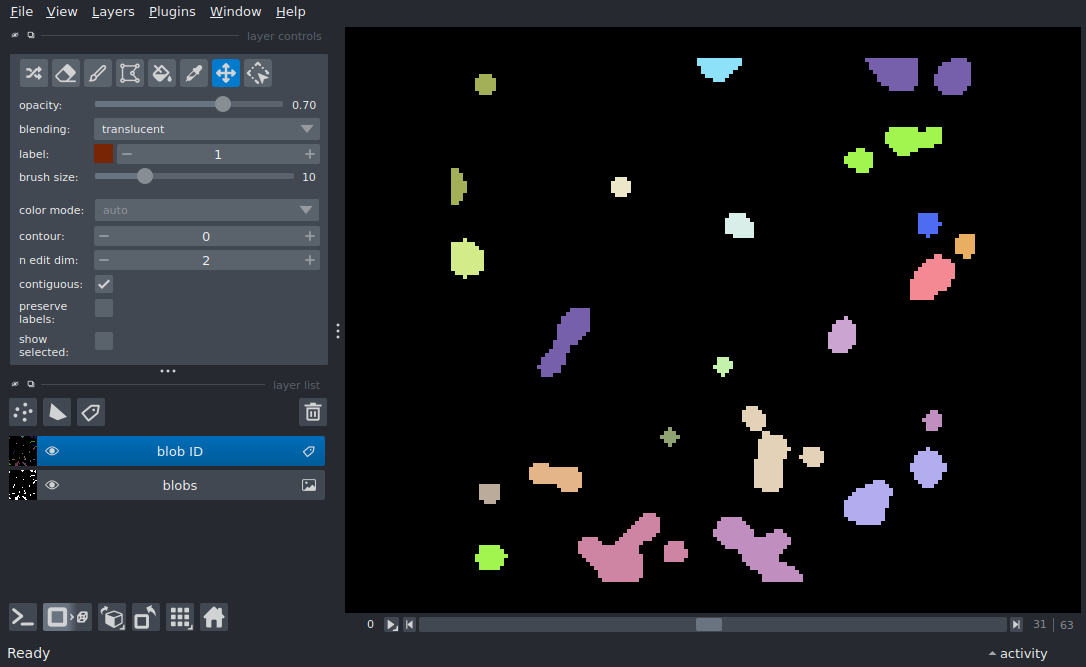 File View Layers Plugins Window Help
layer controls
opacity: 0.70
blending: translucent
label: 1
brush size: 10
color mode: auto
contour: 0
n edit dim: 2
contiguous:
preserve
labels:
show
selected:
layer list
blob ID
blobs
0 31 63
Ready activity